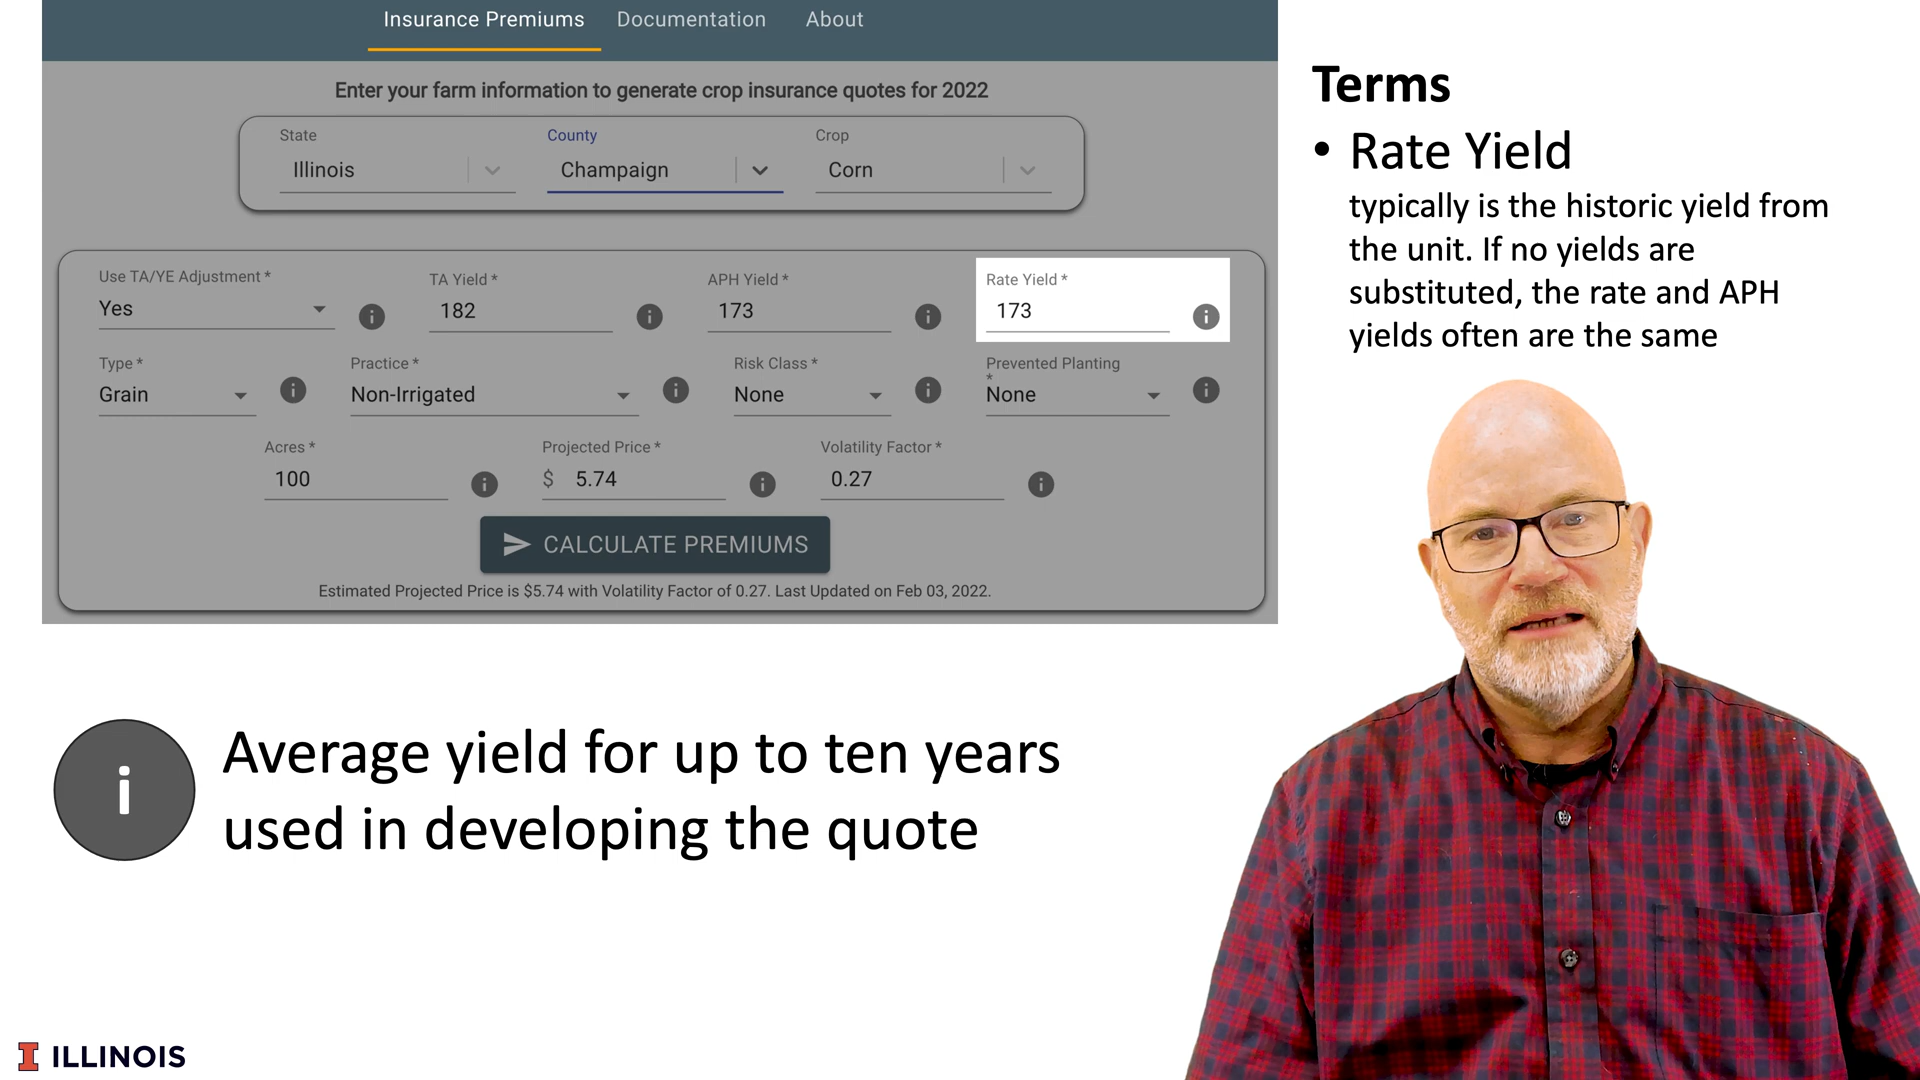 Insurance Premiums Documentation About
Enter your farm information to generate crop insurance quotes for 2022
State County Crop
Illinois Champaign Corn
Use TA/YE Adjustment * TA Yield * APH Yield * Rate Yield *
Yes 182 173 173
Type * Practice * Risk Class * Prevented Planting *
Grain Non-Irrigated None None
Acres * Projected Price * Volatility Factor *
100 $ 5.74 0.27
CALCULATE PREMIUMS
Estimated Projected Price is $5.74 with Volatility Factor of 0.27. Last Updated on Feb 03, 2022.
Terms
• Rate Yield
typically is the historic yield from
the unit. If no yields are
substituted, the rate and APH
yields often are the same
i
Average yield for up to ten years
used in developing the quote
I ILLINOIS